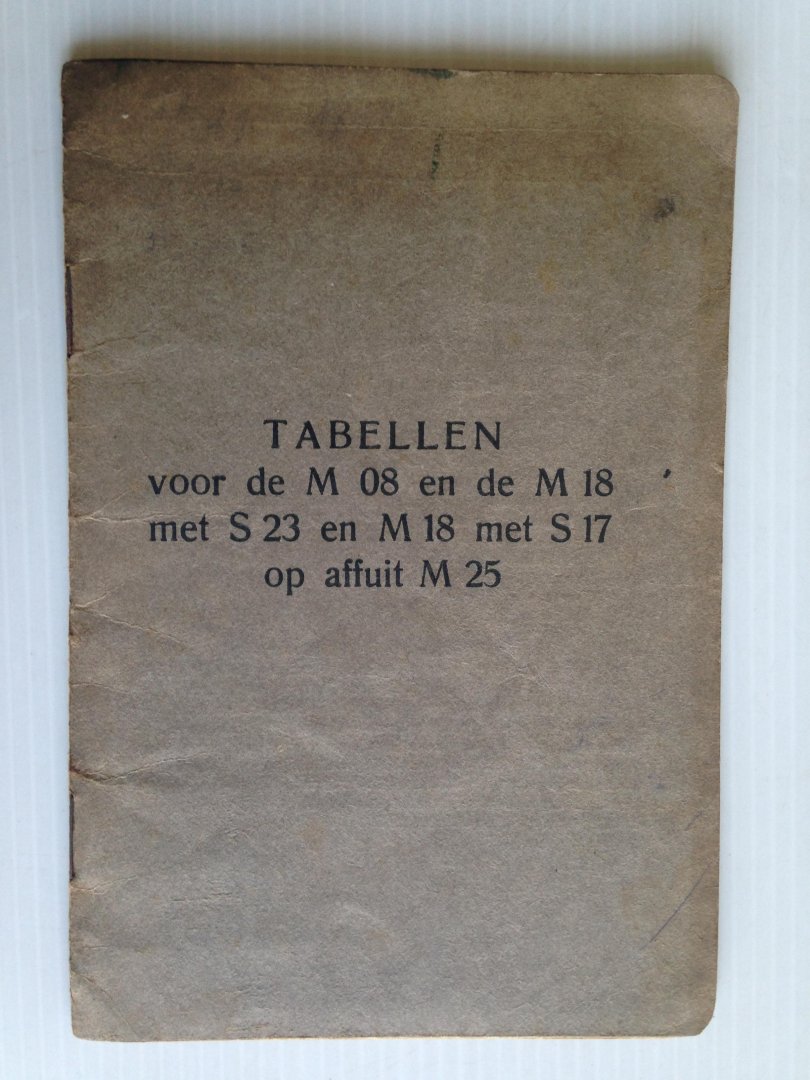 TABELLEN
voor de M 08 en de M 18
met S 23 en M 18 met S 17
op affuit M 25